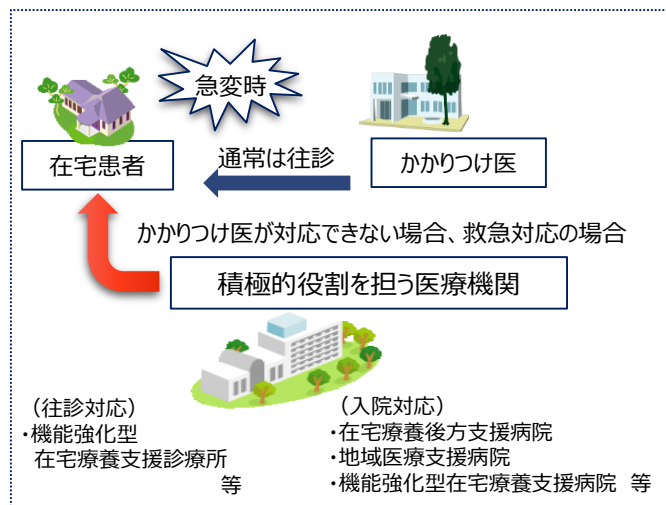 急変時
在宅患者
通常は往診
かかりつけ医
かかりつけ医が対応できない場合、救急対応の場合
積極的役割を担う医療機関
（往診対応）
・機能強化型
在宅療養支援診療所
等
（入院対応）
・在宅療養後方支援病院
・地域医療支援病院
・機能強化型在宅療養支援病院　等